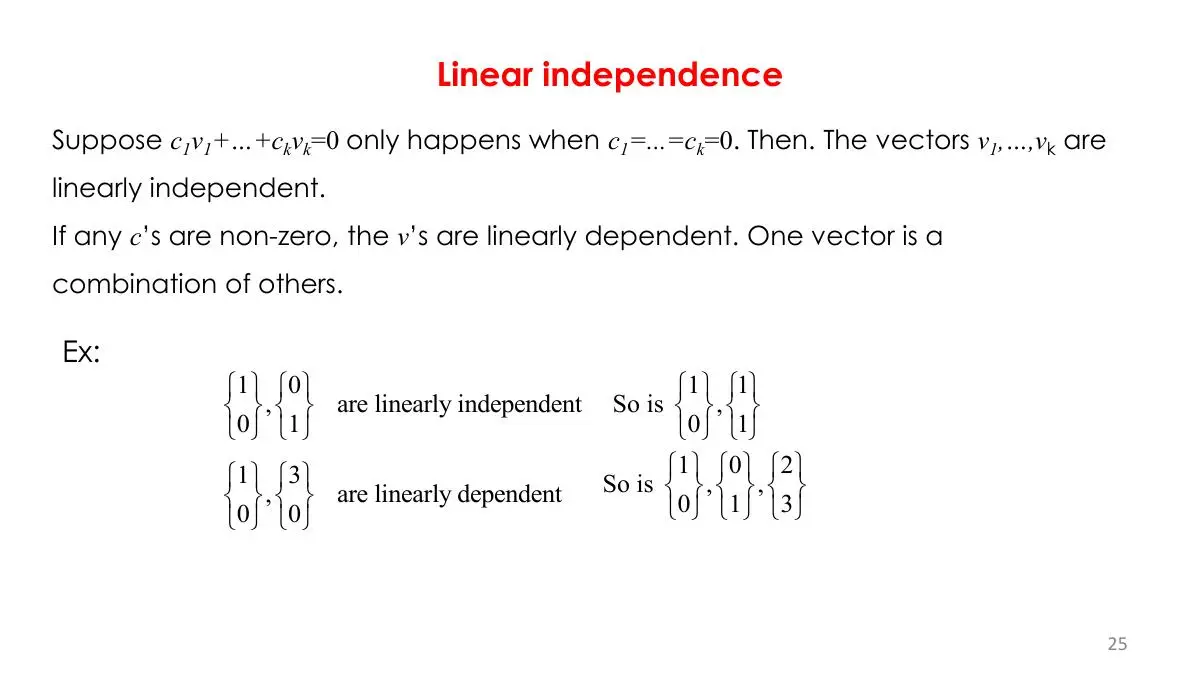 Linear independence
Suppose c₁v₁+...+cₖvₖ=0 only happens when c₁=...=cₖ=0. Then. The vectors v₁,...,vₖ are
linearly independent.
If any c’s are non-zero, the v’s are linearly dependent. One vector is a
combination of others.
Ex:
{1 0}, {0 1} are linearly independent So is {1 0}, {1 1}
{1 0}, {3 0} are linearly dependent So is {1 0}, {0 1}, {2 3}
25